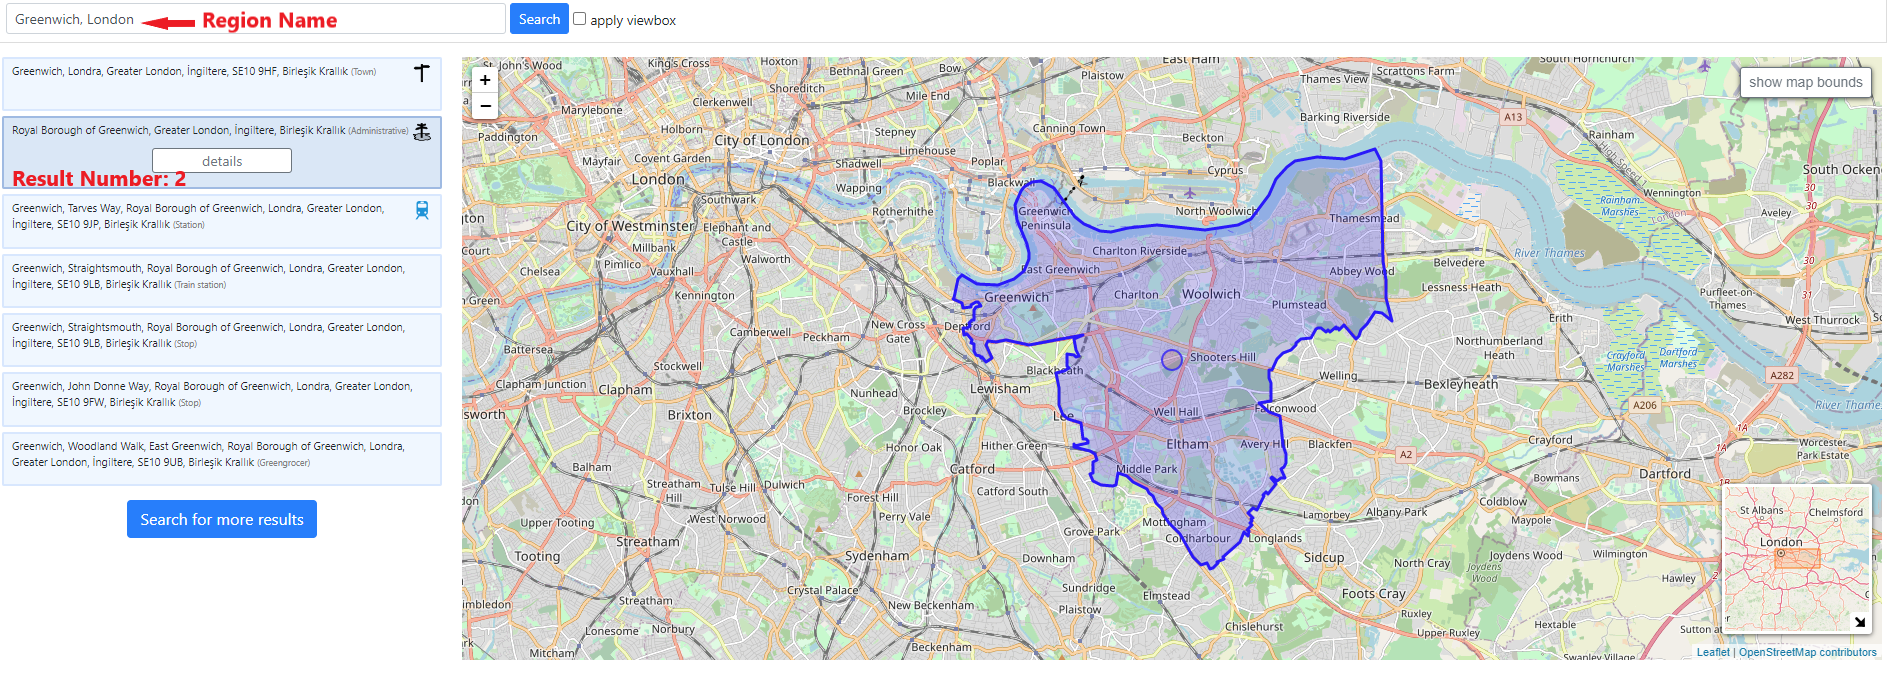 Greenwich, London
Region Name
Search
apply viewbox
Greenwich, Londra, Greater London, İngiltere, SE10 9HF, Birleşik Krallık (Town)
Royal Borough of Greenwich, Greater London, İngiltere, Birleşik Krallık (Administrative)
details
Result Number: 2
Greenwich, Tarves Way, Royal Borough of Greenwich, Londra, Greater London,
İngiltere, SE10 9JP, Birleşik Krallık (Station)
Greenwich, Straightsmouth, Royal Borough of Greenwich, Londra, Greater London,
İngiltere, SE10 9LB, Birleşik Krallık (Train station)
Greenwich, Straightsmouth, Royal Borough of Greenwich, Londra, Greater London,
İngiltere, SE10 9LB, Birleşik Krallık (Stop)
Greenwich, John Donne Way, Royal Borough of Greenwich, Londra, Greater London,
İngiltere, SE10 9FW, Birleşik Krallık (Stop)
Greenwich, Woodland Walk, East Greenwich, Royal Borough of Greenwich, Londra,
Greater London, İngiltere, SE10 9UB, Birleşik Krallık (Greengrocer)
Search for more results
+
−
show map bounds
St John's Wood
King's Cross
Hoxton
Bethnal Green
Bow
Plaistow
East Ham
Thames View
Scrattons Farm
South Hornchurch
Shoreditch
Mile End
Marylebone
Clerkenwell
Canning Town
Barking Riverside
A13
Paddington
Holborn
City of London
Stepney
Beckton
Rainham
Mayfair
Covent Garden
Limehouse
Shadwell
Poplar
High Speed
South Ockendon
London
Wapping
Blackwall
Cyprus
Wennington
Southwark
Rotherhithe
Greenwich
Peninsula
North Woolwich
Thamesmead
Rainham
Marshes
Aveley
City of Westminster
Elephant and
Castle
Millbank
Charlton Riverside
River Thames
Court
Pimlico
Vauxhall
Walworth
Chelsea
East Greenwich
Abbey Wood
Belvedere
Kennington
Greenwich
Charlton
Woolwich
Plumstead
Lessness Heath
Purfleet-on-
Thames
30
31
Green
Camberwell
Peckham
New Cross
Gate
Deptford
Erith
West Thurrock
Battersea
Shooters Hill
Northumberland
Heath
Crayford
Marshes
Dartford
Marshes
Stockwell
Blackheath
Welling
Clapham Junction
Clapham
Nunhead
Lewisham
Bexleyheath
A282
Brixton
Brockley
Lee
Well Hall
Falconwood
A206
River Thames
Honor Oak
Hither Green
Eltham
Avery Hill
Blackfen
Crayford
1A
A2
Worcester
Park Estate
Balham
Streatham
Hill
Tulse Hill
Dulwich
Catford
Middle Park
Dartford
Bowmans
Forest Hill
Catford South
Coldblow
Upper Tooting
West Norwood
Perry Vale
Mottingham
Lamorbey
Albany Park
Maypole
Streatham
Grove Park
Coldharbour
Longlands
Tooting
Sydenham
Downham
Sidcup
North Cray
Joydens Wood
Joydens
Wood
Wilmington
Crystal Palace
Sundridge
Elmstead
Foots Cray
Hawley
Streatham
New Beckenham
Plaistow
Ruxley
Lonesome
Norbury
Chislehurst
Upper Ruxley
Hextable
Sutton at
Mitcham
Beckenham
Swanley Village
St Albans
Chelmsford
London
Leaflet | OpenStreetMap contributors